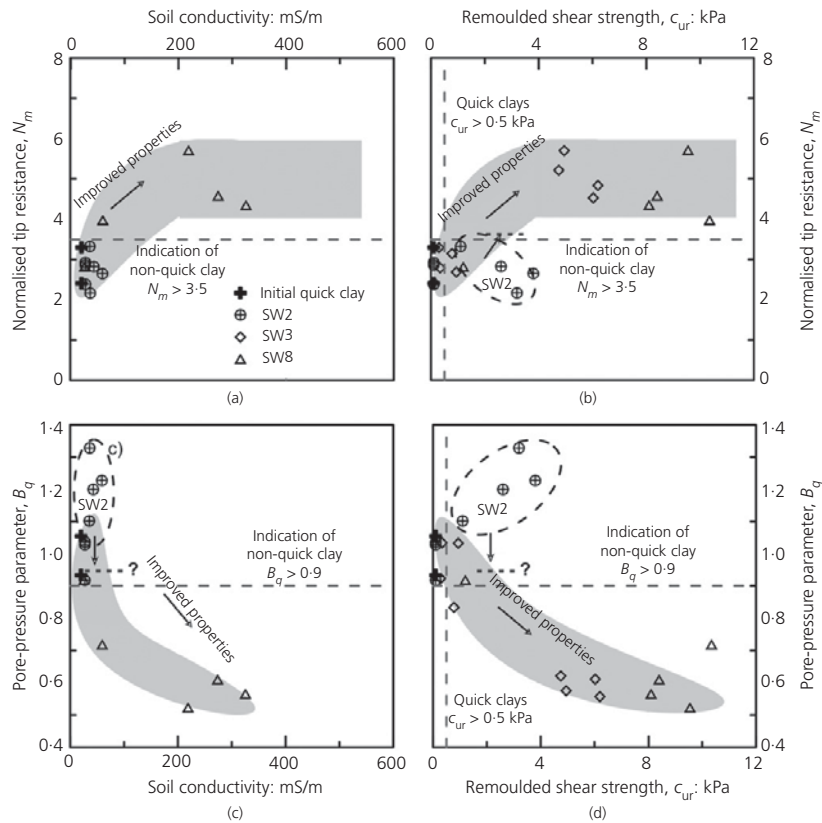 Soil conductivity: mS/m
0 200 400 600
Normalised tip resistance, Nm
8
6
4
2
0
Improved properties
Indication of
non-quick clay
Nm > 3·5
Initial quick clay
SW2
SW3
SW8
(a)
Remoulded shear strength, cur: kPa
0 4 8 12
Quick clays
cur > 0·5 kPa
Improved properties
SW2
Indication of
non-quick clay
Nm > 3·5
8
6
4
2
0
Normalised tip resistance, Nm
(b)
Pore-pressure parameter, Bq
1·4
1·2
1·0
0·8
0·6
0·4
c)
SW2
?
Indication of
non-quick clay
Bq > 0·9
Improved properties
0 200 400 600
Soil conductivity: mS/m
(c)
SW2
?
Indication of
non-quick clay
Bq > 0·9
Improved properties
Quick clays
cur > 0·5 kPa
1·4
1·2
1·0
0·8
0·6
0·4
Pore-pressure parameter, Bq
0 4 8 12
Remoulded shear strength, cur: kPa
(d)